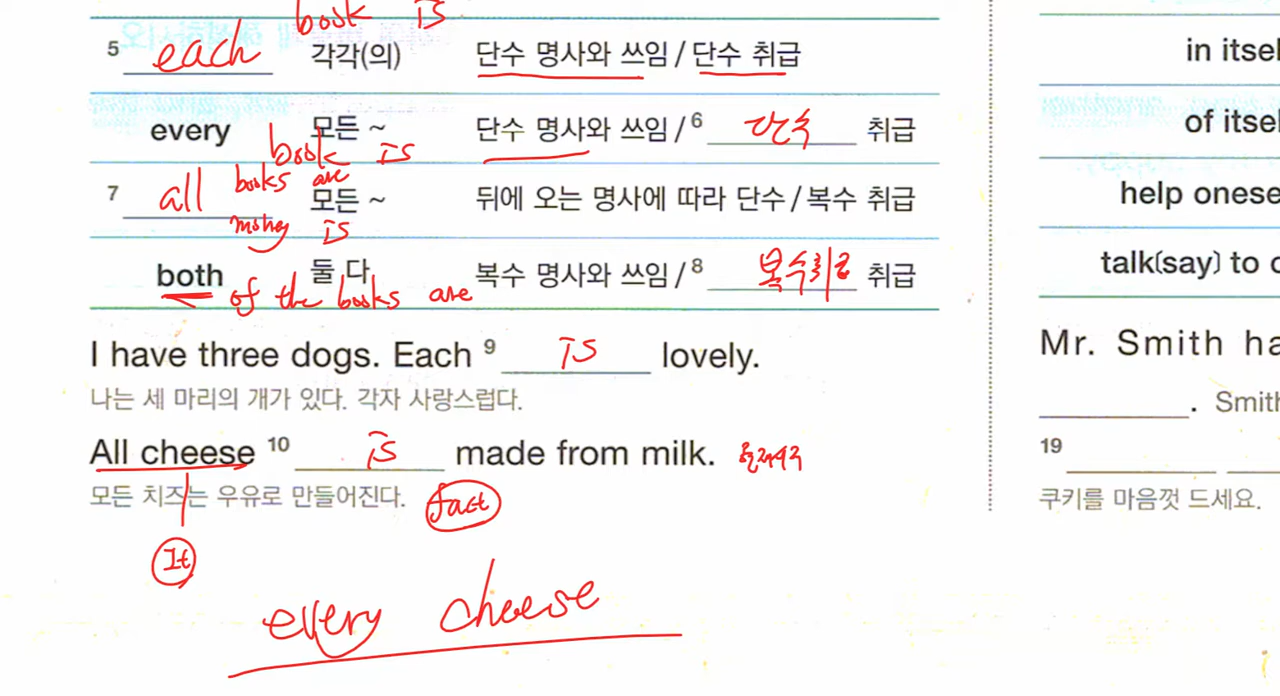 book is
5 each 각각(의) 단수 명사와 쓰임 / 단수 취급
every 모든 ~ 단수 명사와 쓰임 / 6 단수 취급
book is
7 all 모든 ~ 뒤에 오는 명사에 따라 단수 / 복수 취급
books are
money is
both 둘 다 복수 명사와 쓰임 / 8 복수취급 취급
of the books are
I have three dogs. Each 9 is lovely.
나는 세 마리의 개가 있다. 각자 사랑스럽다.
All cheese 10 is made from milk.
모든 치즈는 우유로 만들어진다. fact
It
every cheese
in itsel
of itse
help onese
talk(say) to o
Mr. Smith ha
. Smith
19
쿠키를 마음껏 드세요.